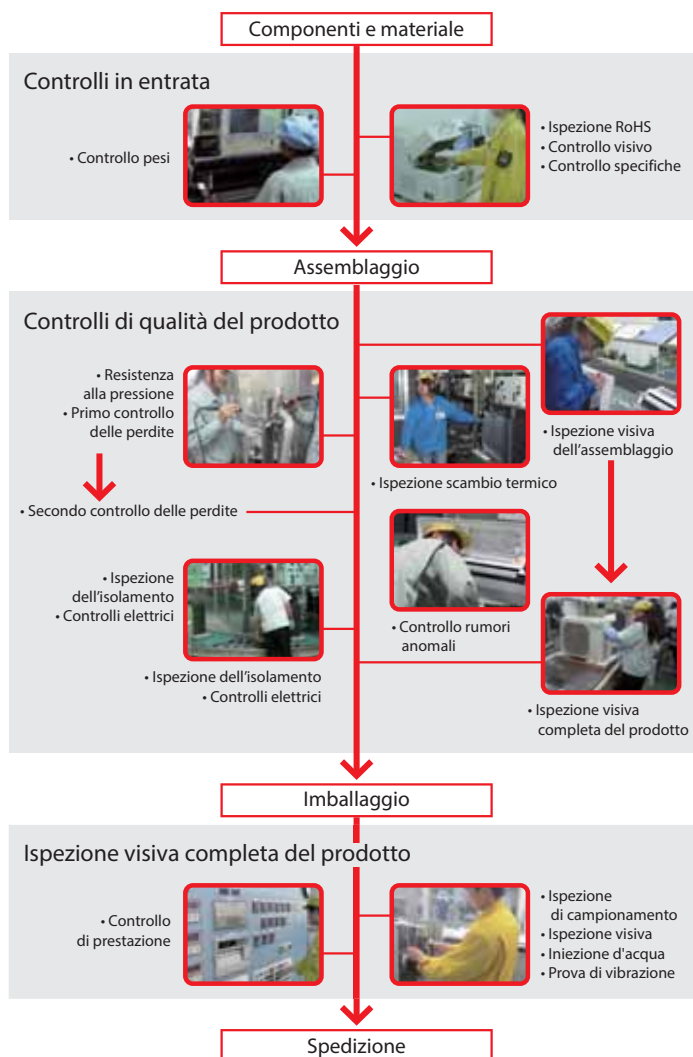 Componenti e materiale
Controlli in entrata
• Controllo pesi
• Ispezione RoHS
• Controllo visivo
• Controllo specifiche
Assemblaggio
Controlli di qualità del prodotto
• Resistenza
alla pressione
• Primo controllo
delle perdite
• Ispezione visiva
dell'assemblaggio
• Ispezione scambio termico
• Secondo controllo delle perdite
• Ispezione
dell'isolamento
• Controlli elettrici
• Controllo rumori
anomali
• Ispezione dell'isolamento
• Controlli elettrici
• Ispezione visiva
completa del prodotto
Imballaggio
Ispezione visiva completa del prodotto
• Controllo
di prestazione
• Ispezione
di campionamento
• Ispezione visiva
• Iniezione d'acqua
• Prova di vibrazione
Spedizione